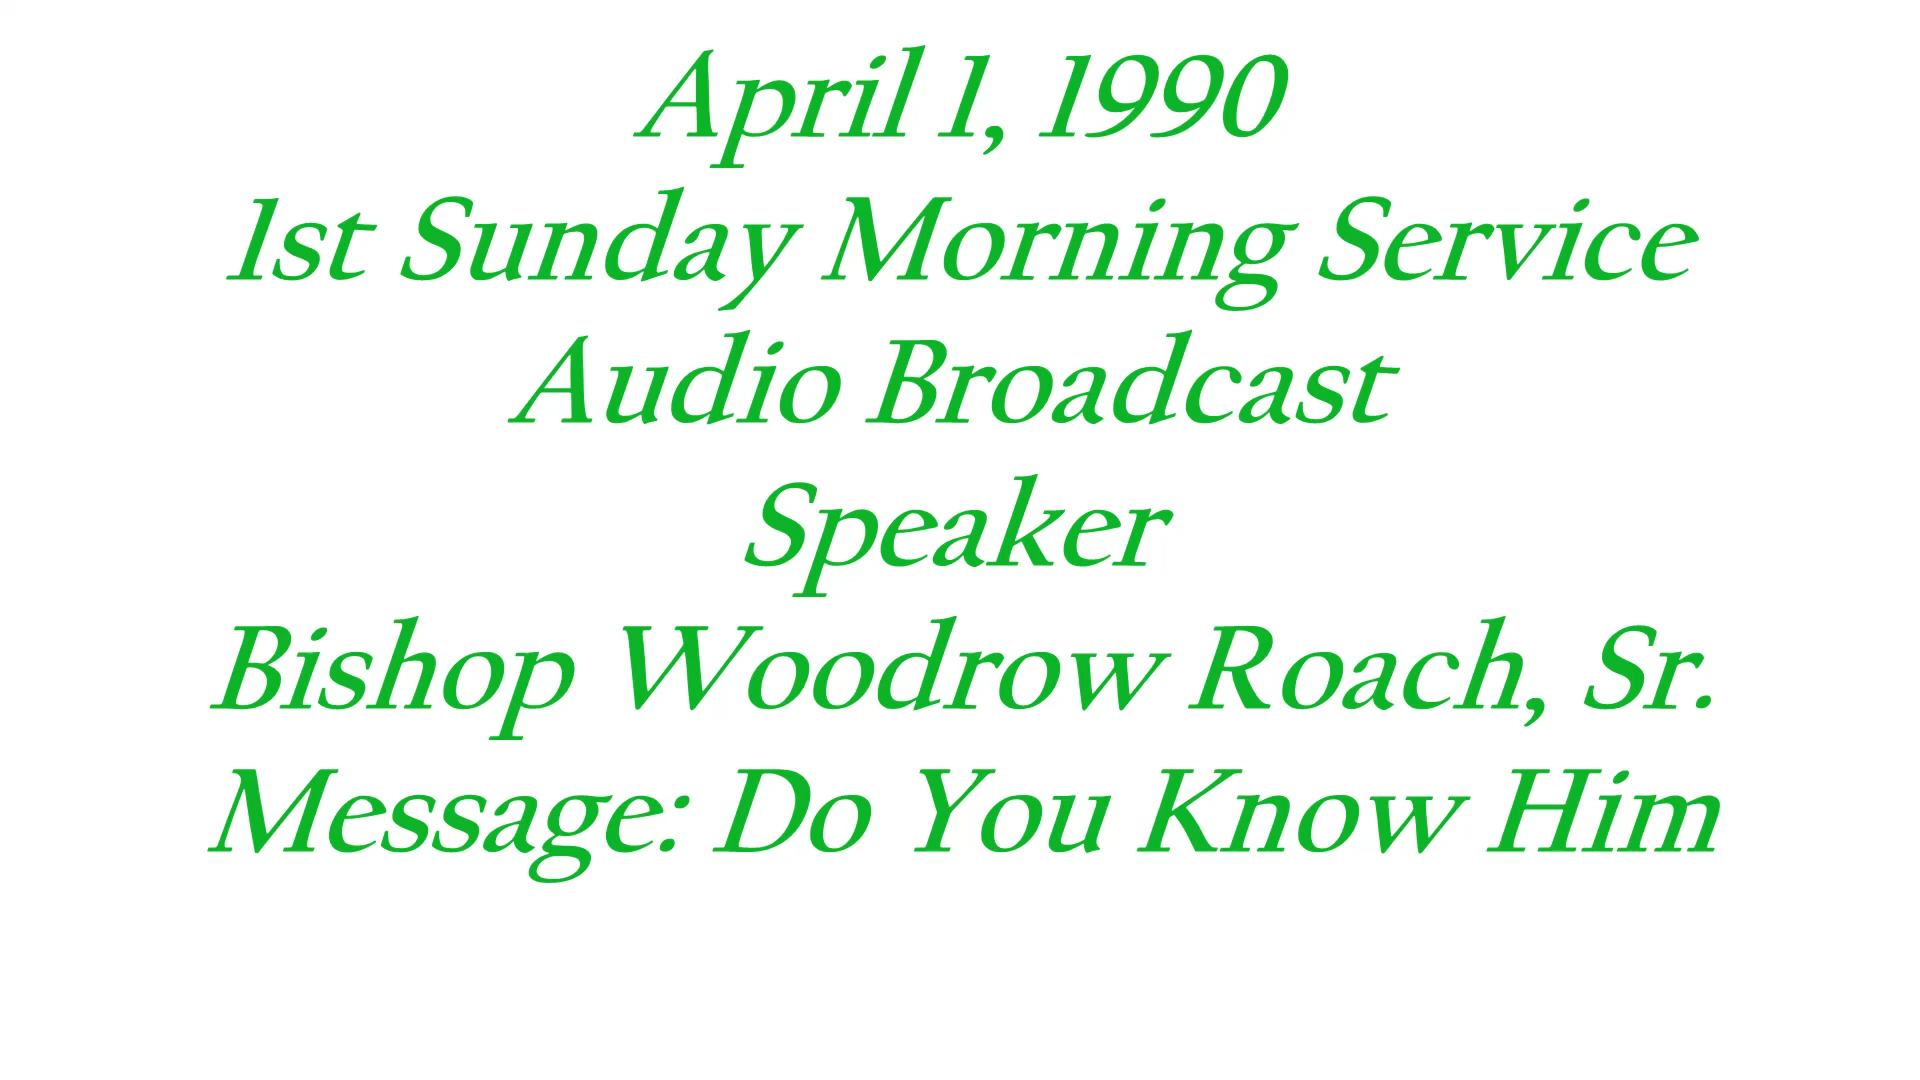 April 1, 1990
1st Sunday Morning Service
Audio Broadcast
Speaker
Bishop Woodrow Roach, Sr.
Message: Do You Know Him